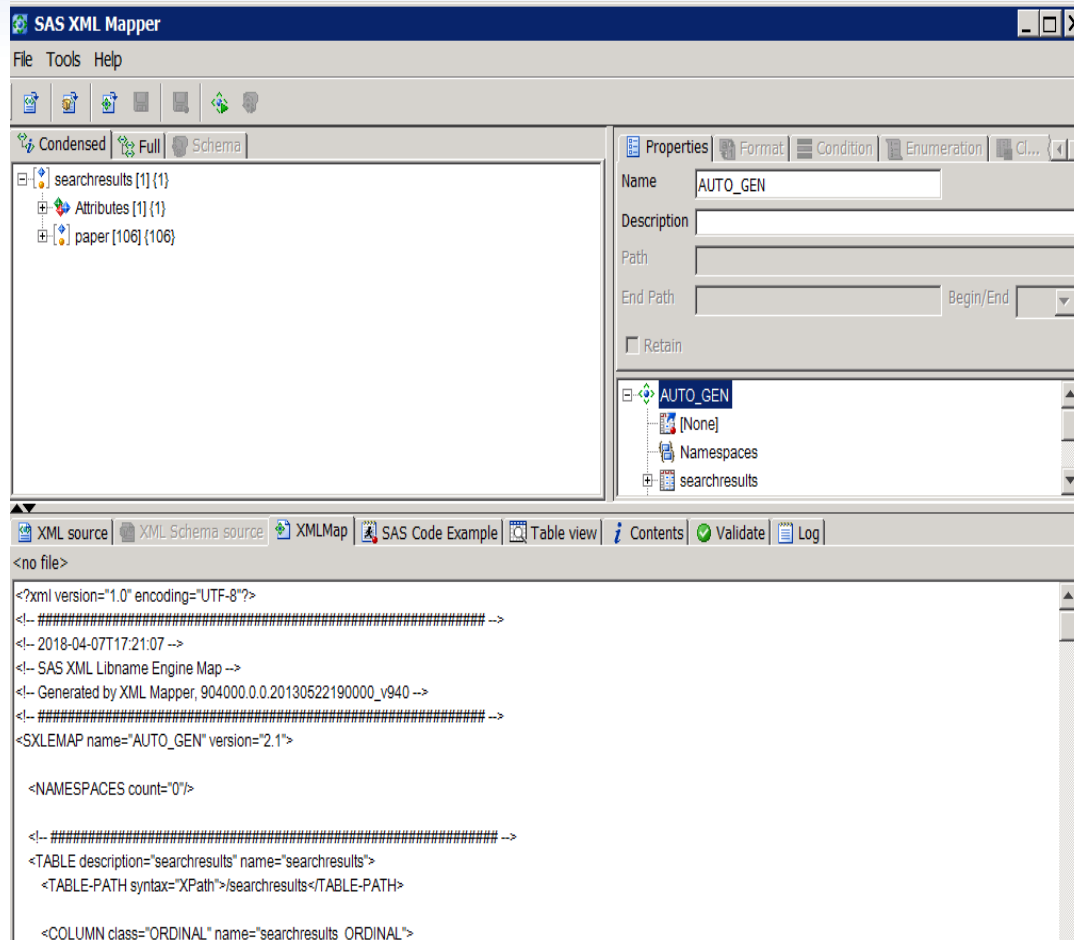 SAS XML Mapper
File Tools Help
Condensed Full Schema
searchresults [1] {1}
Attributes [1] {1}
paper [106] {106}
Properties Format Condition Enumeration Cl...
Name AUTO_GEN
Description
Path
End Path Begin/End
Retain
AUTO_GEN
[None]
Namespaces
searchresults
XML source XML Schema source XMLMap SAS Code Example Table view Contents Validate Log
<no file>
<?xml version="1.0" encoding="UTF-8"?>
<!-- ############################################################ -->
<!-- 2018-04-07T17:21:07 -->
<!-- SAS XML Libname Engine Map -->
<!-- Generated by XML Mapper, 904000.0.0.20130522190000_v940 -->
<!-- ############################################################ -->
<SXLEMAP name="AUTO_GEN" version="2.1">
<NAMESPACES count="0"/>
<!-- ############################################################ -->
<TABLE description="searchresults" name="searchresults">
<TABLE-PATH syntax="XPath">/searchresults</TABLE-PATH>
<COLUMN class="ORDINAL" name="searchresults_ORDINAL">